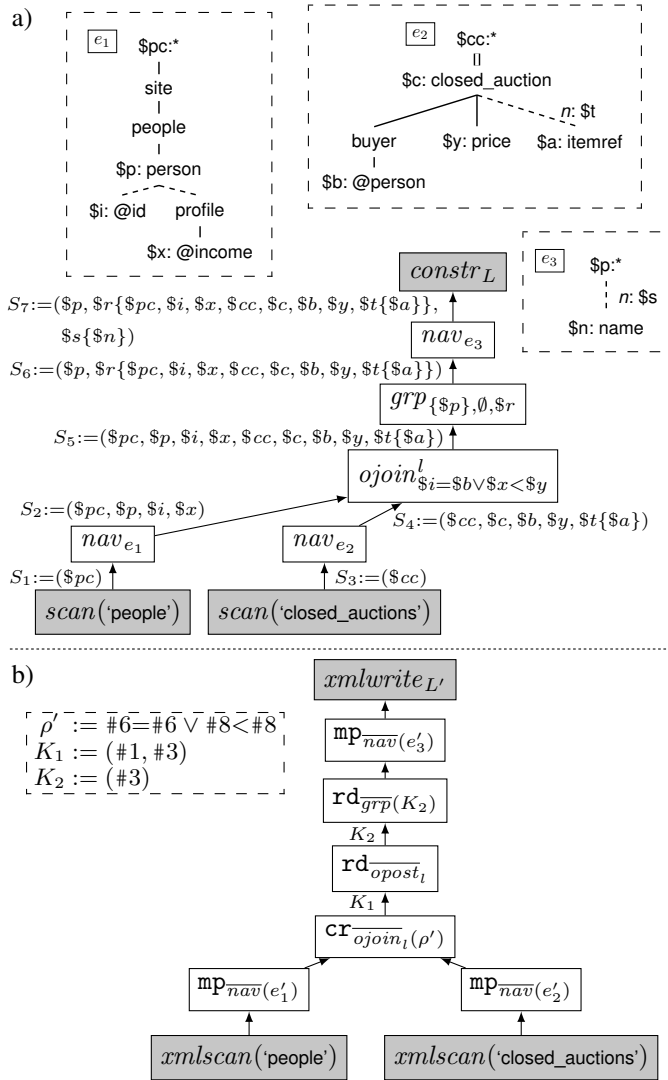 a)
e1
$pc:*
site
people
$p: person
$i: @id
profile
$x: @income
e2
$cc:*
$c: closed_auction
n: $t
buyer
$y: price
$a: itemref
$b: @person
e3
$p:*
n: $s
$n: name
constr_L
S7:=($p, $r{$pc, $i, $x, $cc, $c, $b, $y, $t{$a}},
$s{$n})
nav_e3
S6:=($p, $r{$pc, $i, $x, $cc, $c, $b, $y, $t{$a}})
grp_{$p},∅,$r
S5:=($pc, $p, $i, $x, $cc, $c, $b, $y, $t{$a})
ojoin^l_$i=$b∨$x<$y
S2:=($pc, $p, $i, $x)
S4:=($cc, $c, $b, $y, $t{$a})
nav_e1
nav_e2
S1:=($pc)
S3:=($cc)
scan('people')
scan('closed_auctions')
b)
xmlwrite_L′
ρ′ := #6=#6 ∨ #8<#8
K1 := (#1, #3)
K2 := (#3)
mp_nav(e′3)
rd_grp(K2)
K2
rd_opost_l
K1
cr_ojoin_l(ρ′)
mp_nav(e′1)
mp_nav(e′2)
xmlscan('people')
xmlscan('closed_auctions')